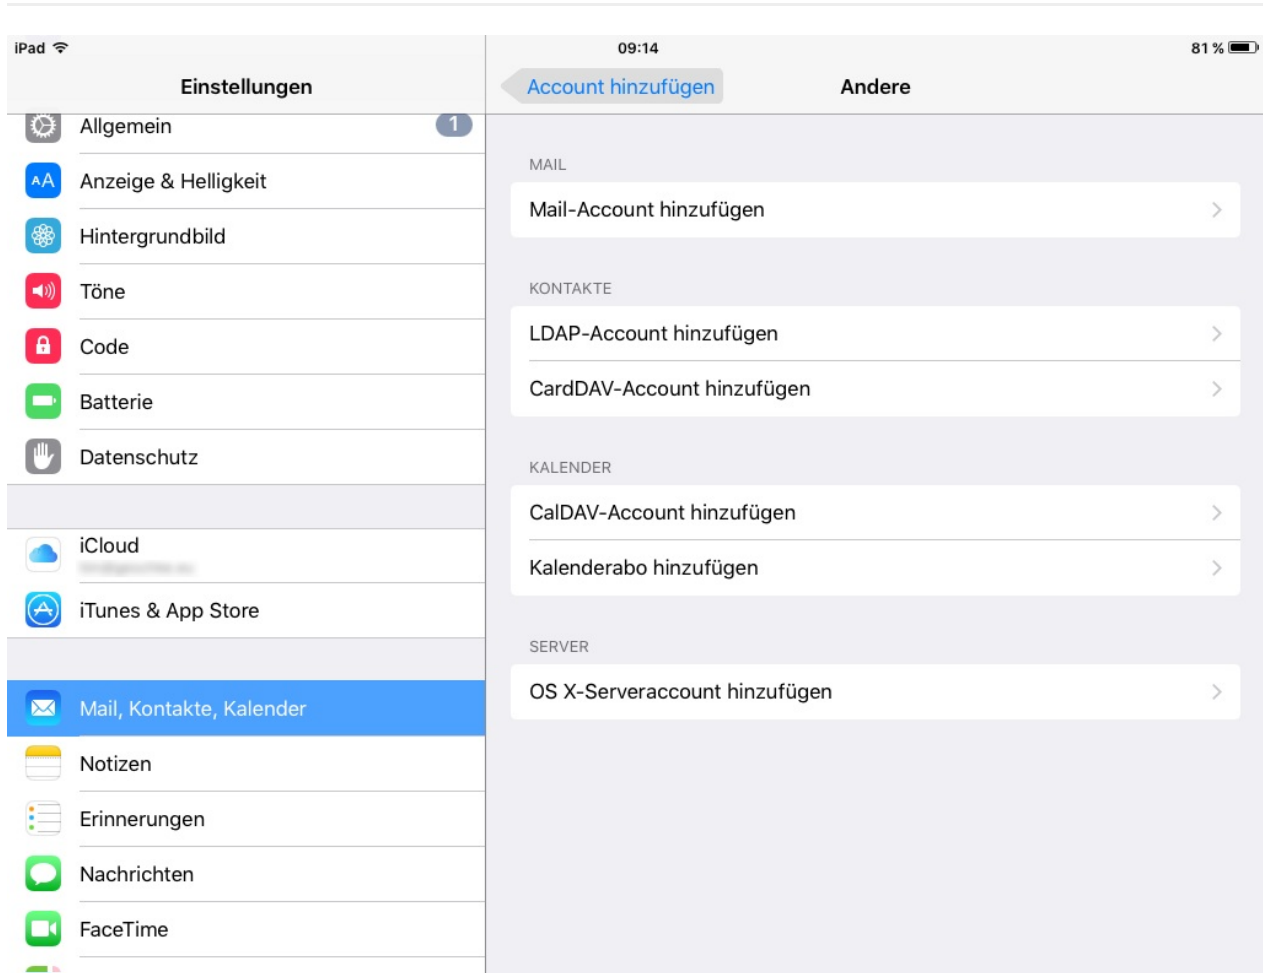 iPad
09:14
81 %
Einstellungen
Account hinzufügen
Andere
Allgemein
1
Anzeige & Helligkeit
Hintergrundbild
Töne
Code
Batterie
Datenschutz
iCloud
iTunes & App Store
Mail, Kontakte, Kalender
Notizen
Erinnerungen
Nachrichten
FaceTime
MAIL
Mail-Account hinzufügen
KONTAKTE
LDAP-Account hinzufügen
CardDAV-Account hinzufügen
KALENDER
CalDAV-Account hinzufügen
Kalenderabo hinzufügen
SERVER
OS X-Serveraccount hinzufügen